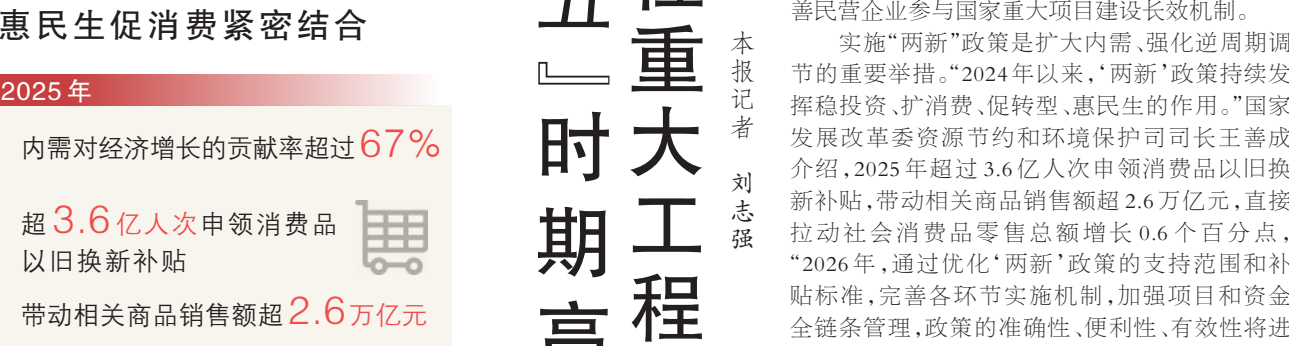 惠民生促消费紧密结合
2025年
内需对经济增长的贡献率超过67%
超3.6亿人次申领消费品
以旧换新补贴
带动相关商品销售额超2.6万亿元
重大工程
五』时期高
本报记者 刘志强
善民营企业参与国家重大项目建设长效机制。
实施“两新”政策是扩大内需、强化逆周期调
节的重要举措。“2024年以来,‘两新’政策持续发
挥稳投资、扩消费、促转型、惠民生的作用。”国家
发展改革委资源节约和环境保护司司长王善成
介绍,2025年超过3.6亿人次申领消费品以旧换
新补贴,带动相关商品销售额超2.6万亿元,直接
拉动社会消费品零售总额增长0.6个百分点,
“2026年,通过优化‘两新’政策的支持范围和补
贴标准,完善各环节实施机制,加强项目和资金
全链条管理,政策的准确性、便利性、有效性将进